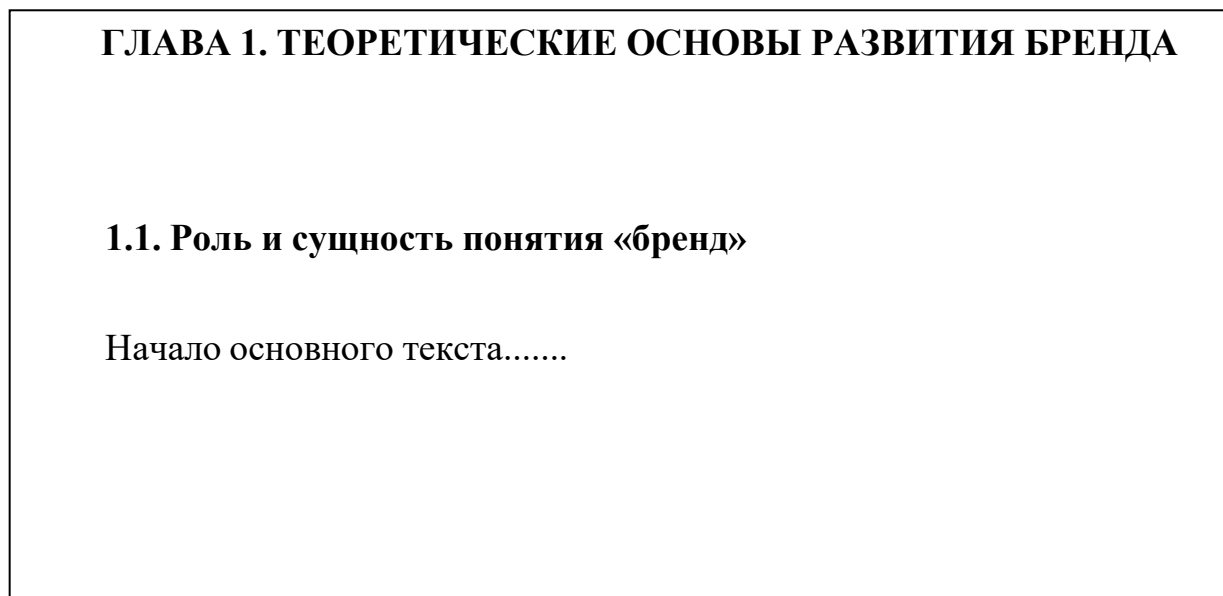 ГЛАВА 1. ТЕОРЕТИЧЕСКИЕ ОСНОВЫ РАЗВИТИЯ БРЕНДА
1.1. Роль и сущность понятия «бренд»
Начало основного текста.......